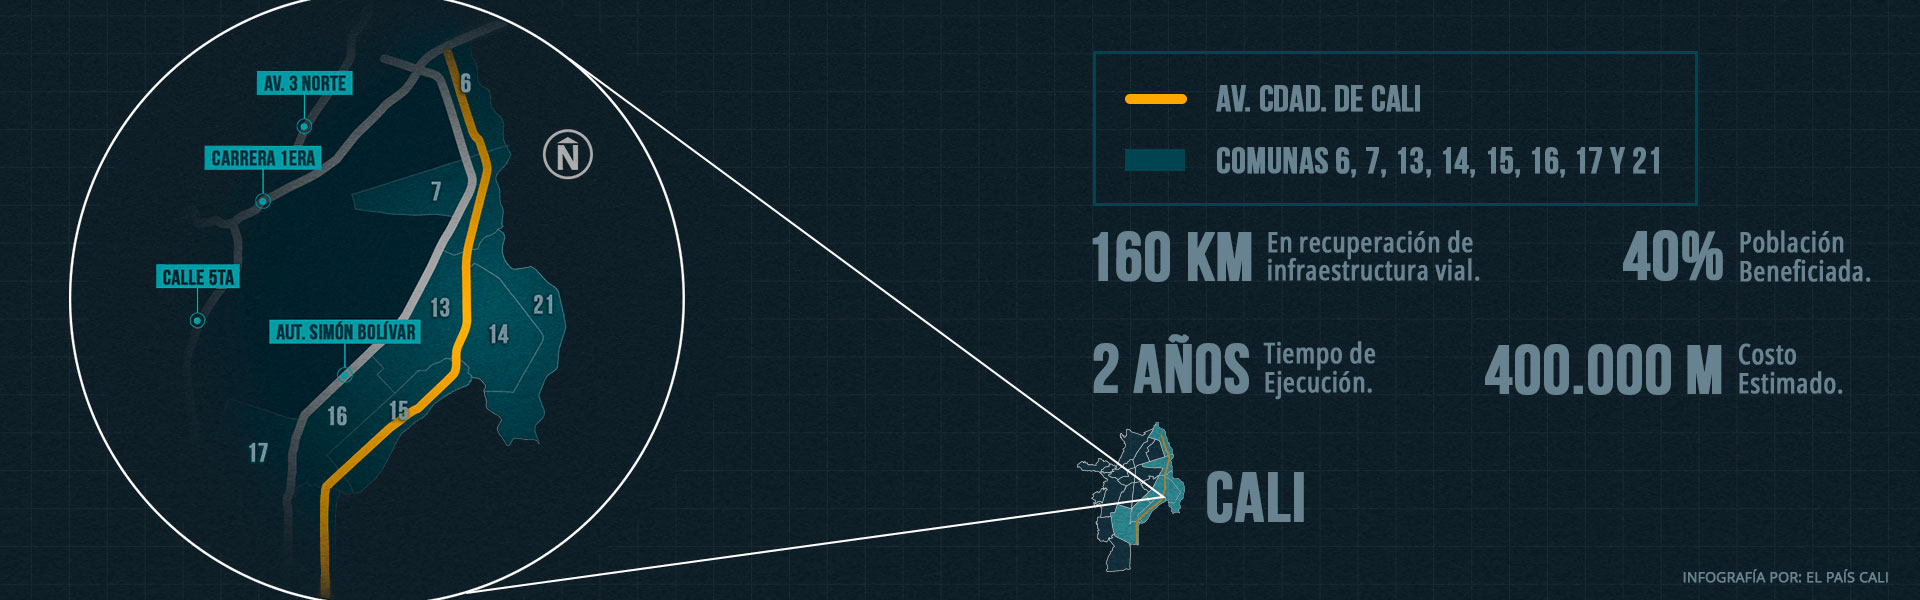 6
AV. 3 NORTE
CARRERA 1ERA
N
7
CALLE 5TA
13
21
AUT. SIMÓN BOLÍVAR
14
16
15
17
AV. CDAD. DE CALI
COMUNAS 6, 7, 13, 14, 15, 16, 17 Y 21
160 KM
En recuperación de
infraestructura vial.
40%
Población
Beneficiada.
2 AÑOS
Tiempo de
Ejecución.
400.000 M
Costo
Estimado.
CALI
INFOGRAFÍA POR: EL PAÍS CALI